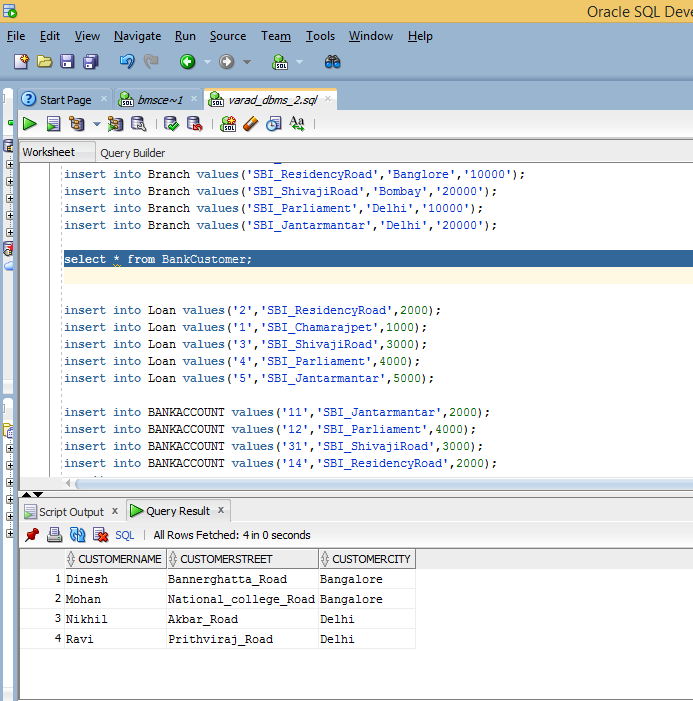 Oracle SQL Deve
File Edit View Navigate Run Source Team Tools Window Help
Start Page bmsce~1 varad_dbms_2.sql
Worksheet Query Builder
insert into Branch values('SBI_ResidencyRoad','Banglore','10000');
insert into Branch values('SBI_ShivajiRoad','Bombay','20000');
insert into Branch values('SBI_Parliament','Delhi','10000');
insert into Branch values('SBI_Jantarmantar','Delhi','20000');
select * from BankCustomer;
insert into Loan values('2','SBI_ResidencyRoad',2000);
insert into Loan values('1','SBI_Chamarajpet',1000);
insert into Loan values('3','SBI_ShivajiRoad',3000);
insert into Loan values('4','SBI_Parliament',4000);
insert into Loan values('5','SBI_Jantarmantar',5000);
insert into BANKACCOUNT values('11','SBI_Jantarmantar',2000);
insert into BANKACCOUNT values('12','SBI_Parliament',4000);
insert into BANKACCOUNT values('31','SBI_ShivajiRoad',3000);
insert into BANKACCOUNT values('14','SBI_ResidencyRoad',2000);
Script Output x Query Result x
SQL | All Rows Fetched: 4 in 0 seconds
CUSTOMERNAME CUSTOMERSTREET CUSTOMERCITY
1 Dinesh Bannerghatta_Road Bangalore
2 Mohan National_college_Road Bangalore
3 Nikhil Akbar_Road Delhi
4 Ravi Prithviraj_Road Delhi